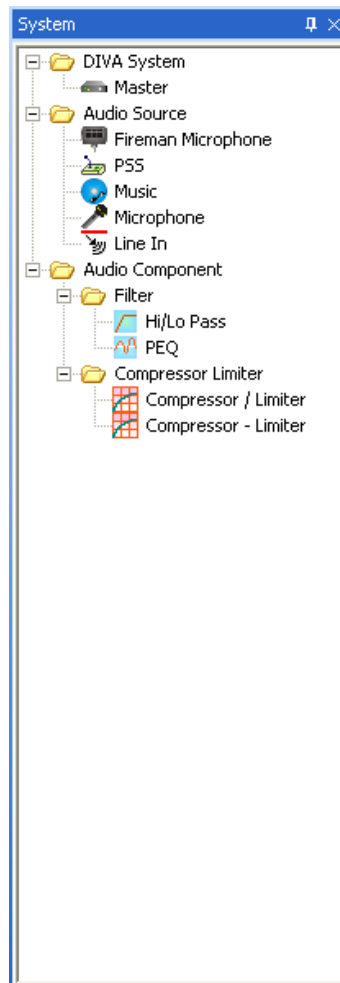 System
DIVA System
Master
Audio Source
Fireman Microphone
PSS
Music
Microphone
Line In
Audio Component
Filter
Hi/Lo Pass
PEQ
Compressor Limiter
Compressor / Limiter
Compressor - Limiter